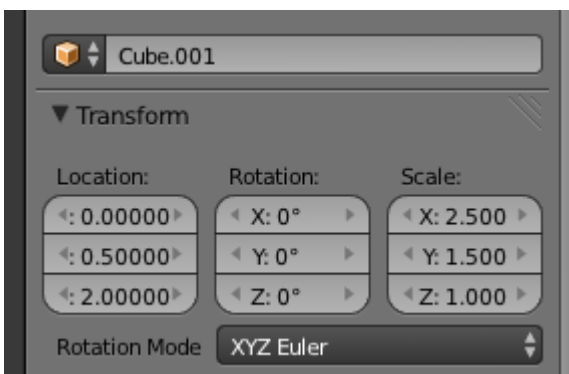 Cube.001
Transform
Location: Rotation: Scale:
: 0.00000 X: 0° X: 2.500
: 0.50000 Y: 0° Y: 1.500
: 2.00000 Z: 0° Z: 1.000
Rotation Mode XYZ Euler